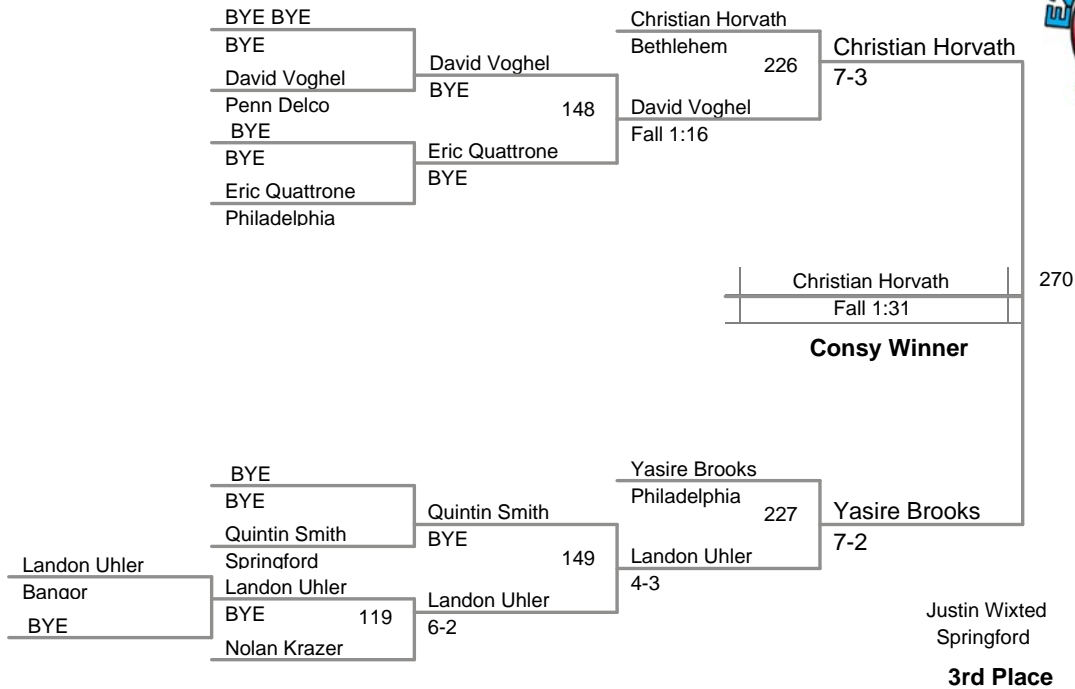 BYE BYE
BYE
David Voghel
Penn Delco
BYE
BYE
Eric Quattrone
Philadelphia
David Voghel
BYE
148
Eric Quattrone
BYE
Christian Horvath
Bethlehem
226
David Voghel
Fall 1:16
Christian Horvath
7-3
Christian Horvath
Fall 1:31
270
Consy Winner
BYE
BYE
Quintin Smith
Springford
Landon Uhler
Bangor
BYE
Landon Uhler
BYE
119
Nolan Krazer
Quintin Smith
BYE
149
Landon Uhler
6-2
Yasire Brooks
Philadelphia
227
Landon Uhler
4-3
Yasire Brooks
7-2
Justin Wixted
Springford
3rd Place